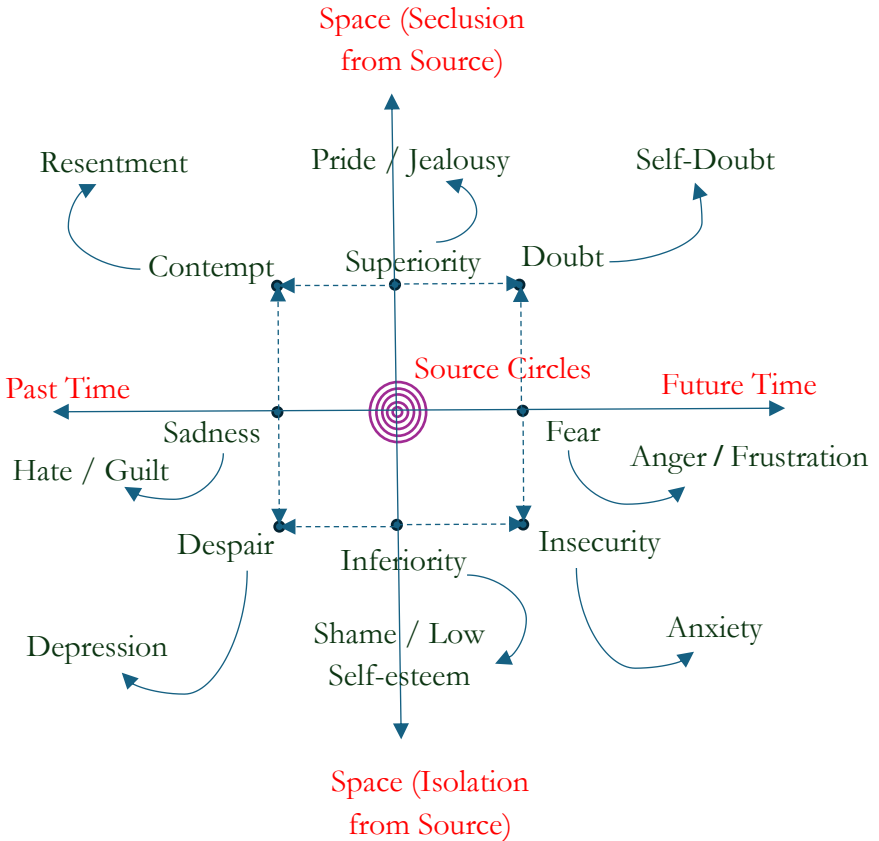 Space (Seclusion
from Source)
Resentment
Pride / Jealousy
Self-Doubt
Contempt
Superiority
Doubt
Source Circles
Past Time
Future Time
Sadness
Fear
Hate / Guilt
Anger / Frustration
Despair
Inferiority
Insecurity
Depression
Shame / Low
Self-esteem
Anxiety
Space (Isolation
from Source)